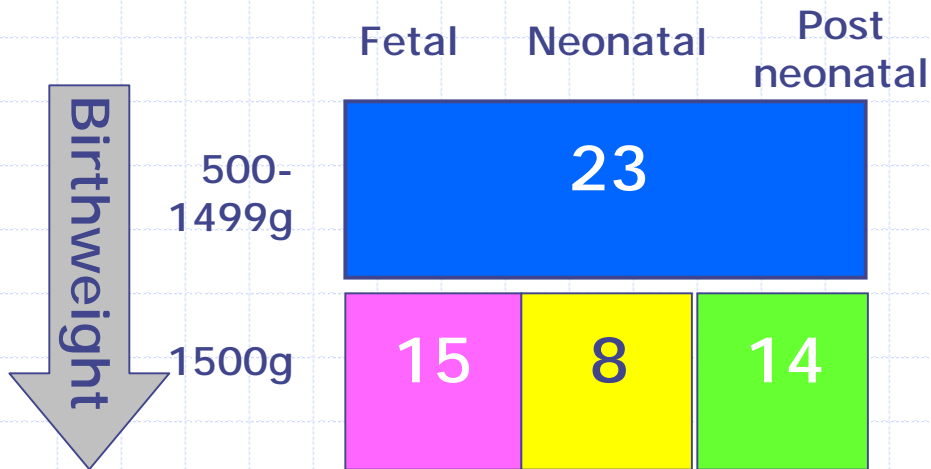 Fetal
Neonatal
Post
neonatal
Birthweight
500-
1499g
23
1500g
15
8
14